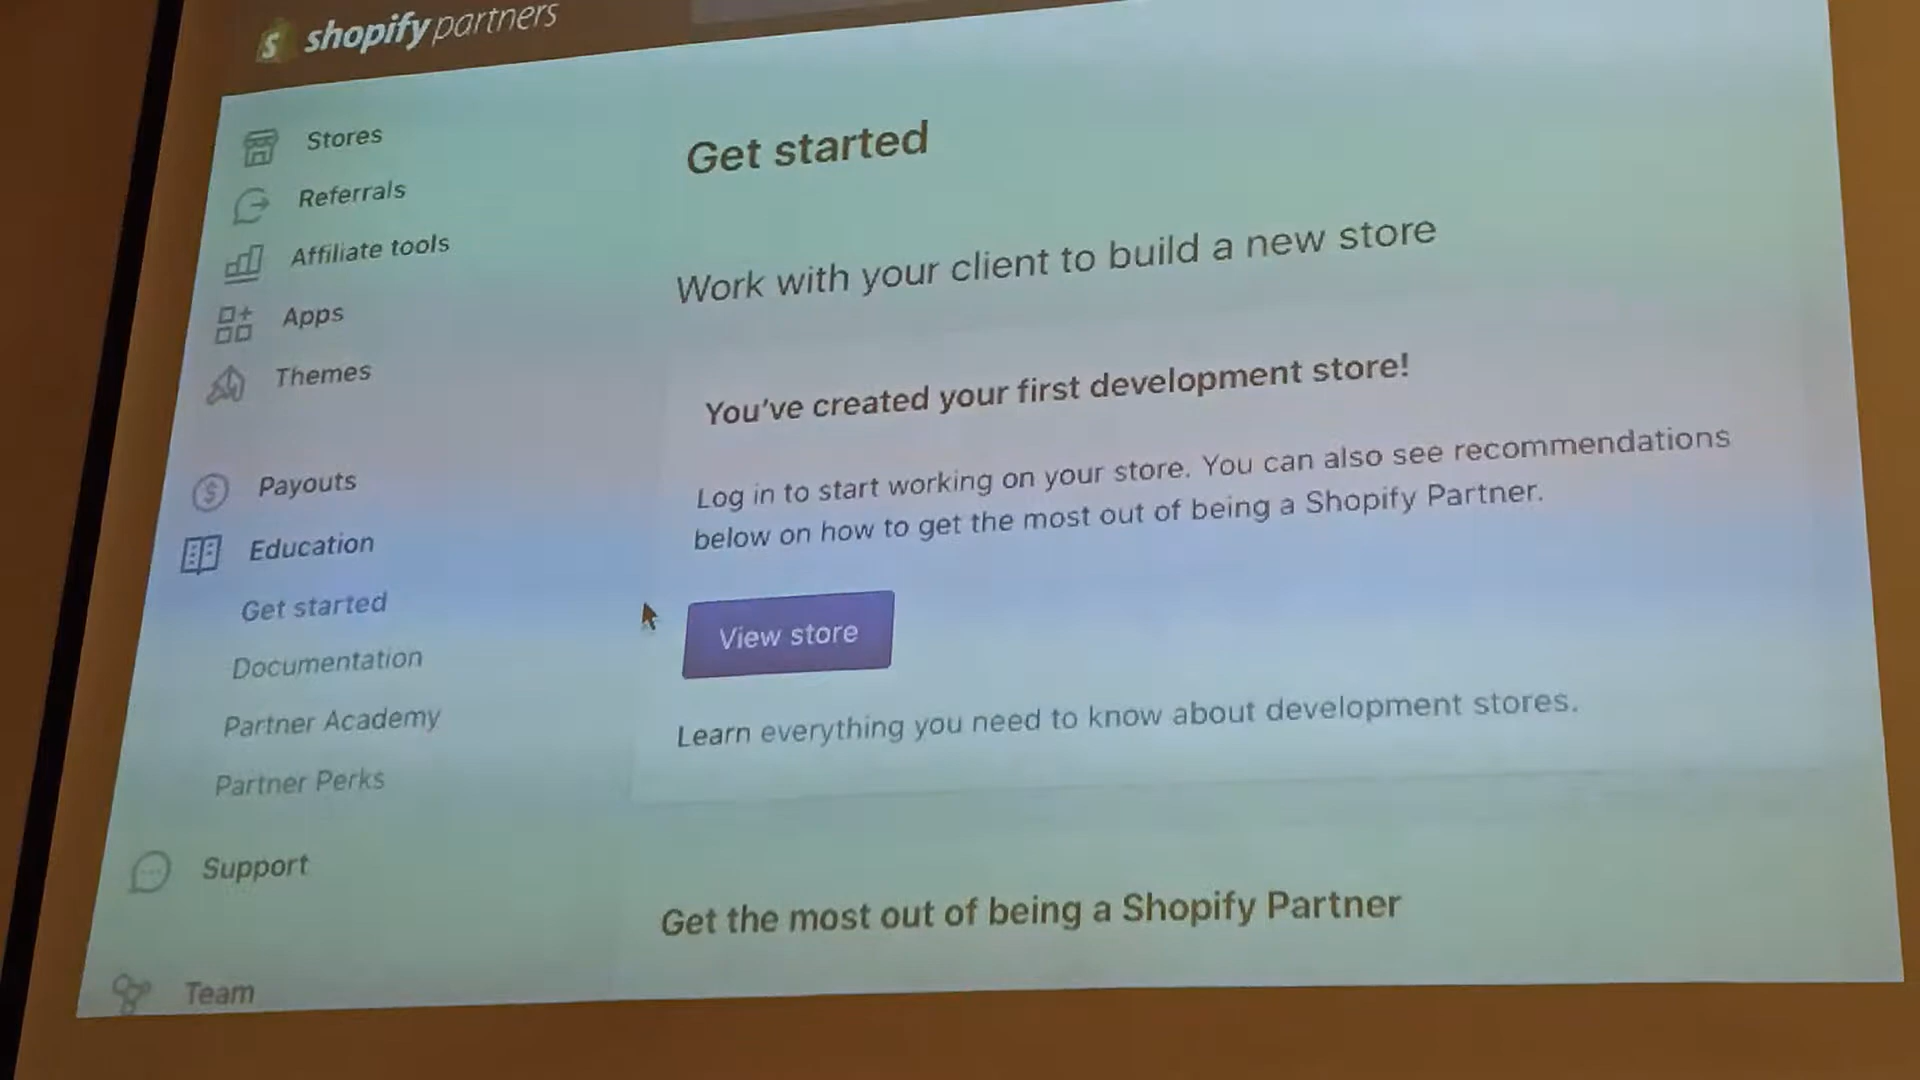 shopify partners
Stores
Referrals
Affiliate tools
Apps
Themes
Payouts
Education
Get started
Documentation
Partner Academy
Partner Perks
Support
Team
Get started
Work with your client to build a new store
You've created your first development store!
Log in to start working on your store. You can also see recommendations
below on how to get the most out of being a Shopify Partner.
View store
Learn everything you need to know about development stores.
Get the most out of being a Shopify Partner